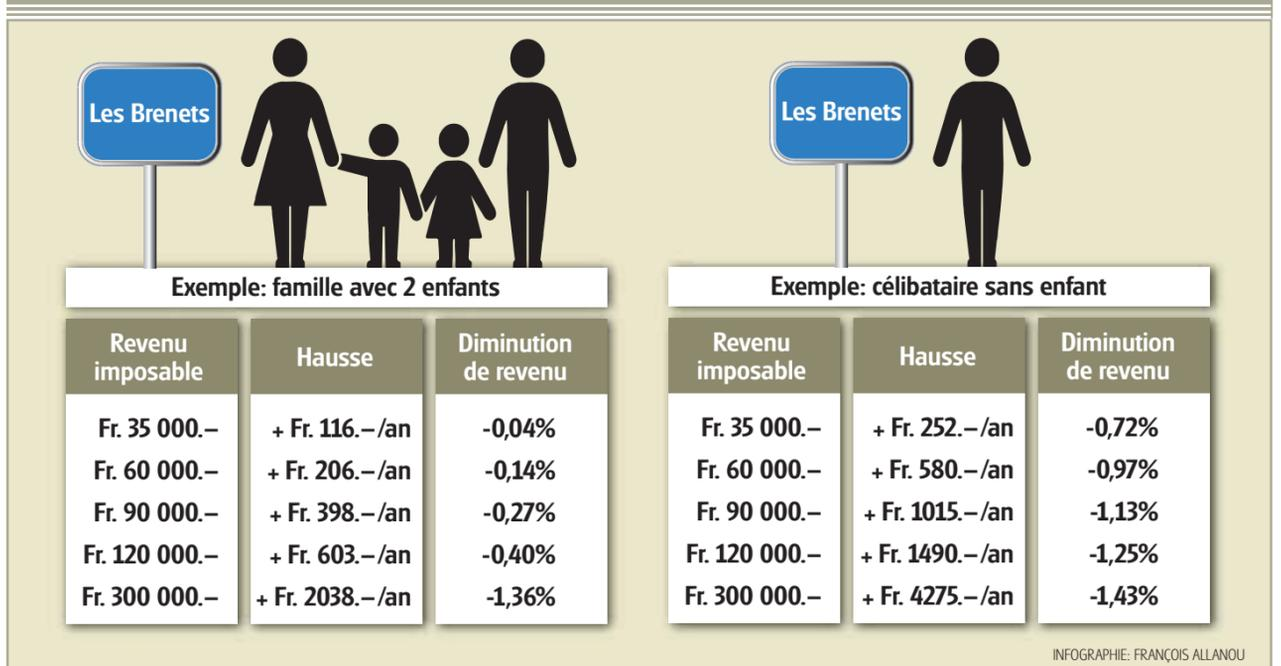 Les Brenets
Exemple: famille avec 2 enfants
Revenu imposable
Hausse
Diminution de revenu
Fr. 35 000.– + Fr. 116.–/an -0,04%
Fr. 60 000.– + Fr. 206.–/an -0,14%
Fr. 90 000.– + Fr. 398.–/an -0,27%
Fr. 120 000.– + Fr. 603.–/an -0,40%
Fr. 300 000.– + Fr. 2038.–/an -1,36%
Les Brenets
Exemple: célibataire sans enfant
Revenu imposable
Hausse
Diminution de revenu
Fr. 35 000.– + Fr. 252.–/an -0,72%
Fr. 60 000.– + Fr. 580.–/an -0,97%
Fr. 90 000.– + Fr. 1015.–/an -1,13%
Fr. 120 000.– + Fr. 1490.–/an -1,25%
Fr. 300 000.– + Fr. 4275.–/an -1,43%
INFOGRAPHIE: FRANÇOIS ALLANOU